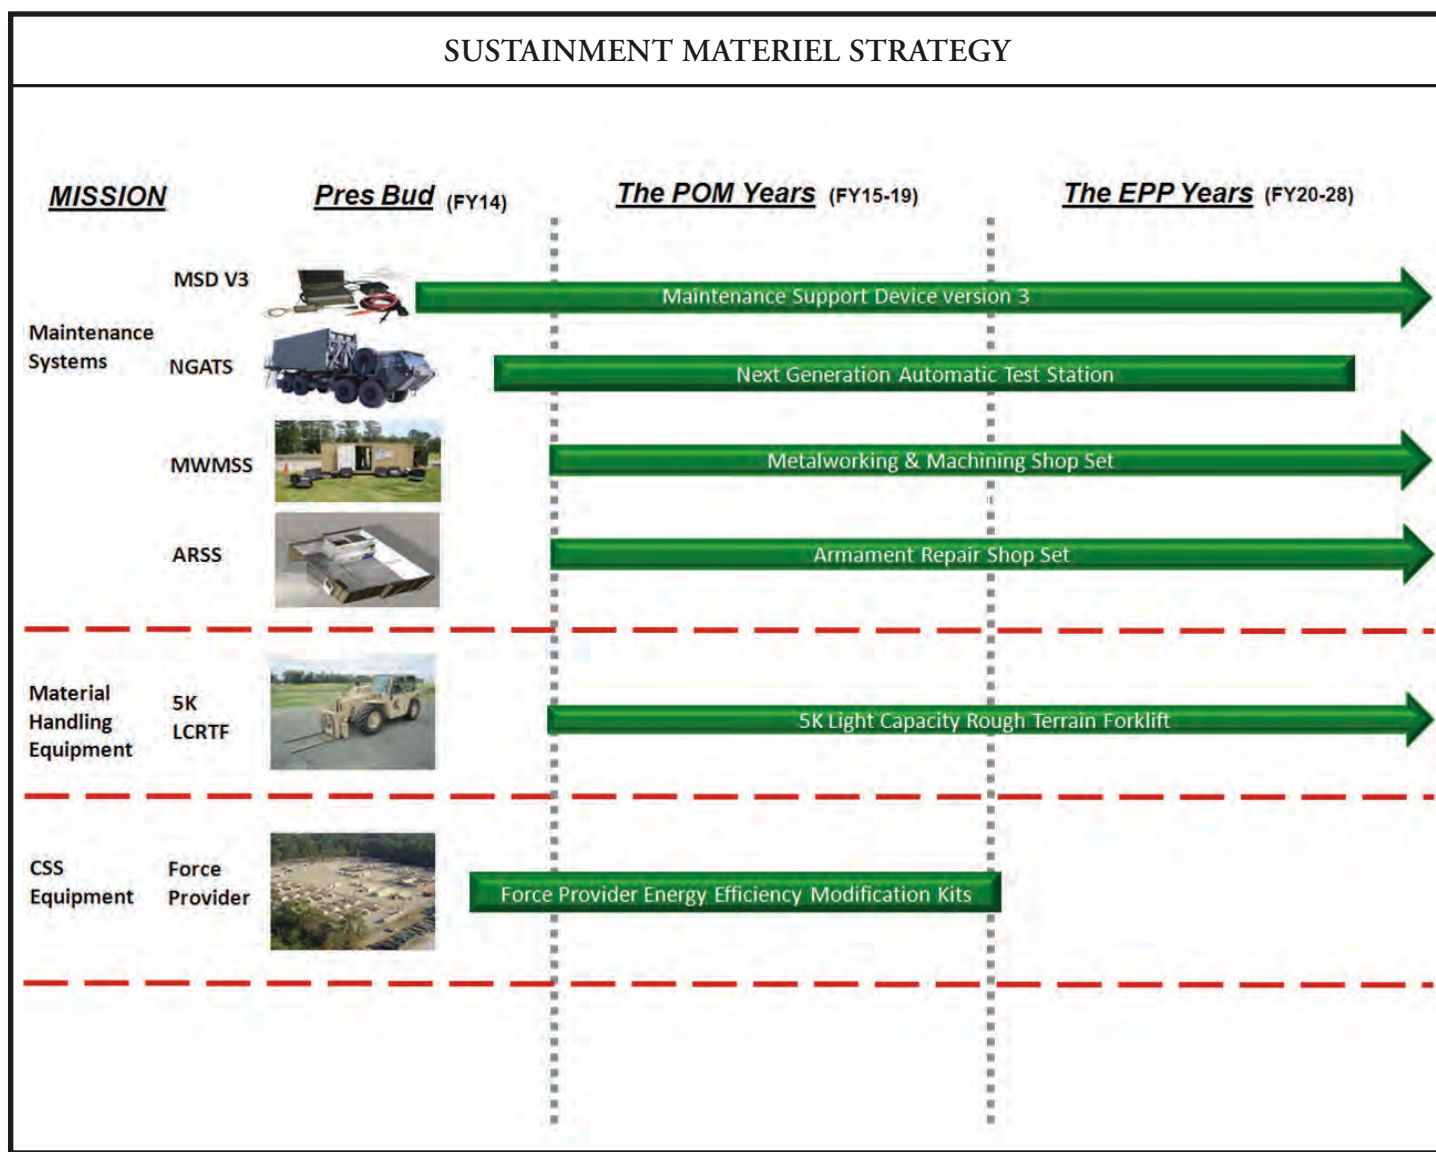 SUSTAINMENT MATERIEL STRATEGY
MISSION
Pres Bud (FY14)
The POM Years (FY15-19)
The EPP Years (FY20-28)
Maintenance
Systems
MSD V3
Maintenance Support Device version 3
NGATS
Next Generation Automatic Test Station
MWMSS
Metalworking & Machining Shop Set
ARSS
Armament Repair Shop Set
Material
Handling
Equipment
5K
LCRTF
5K Light Capacity Rough Terrain Forklift
CSS
Equipment
Force
Provider
Force Provider Energy Efficiency Modification Kits